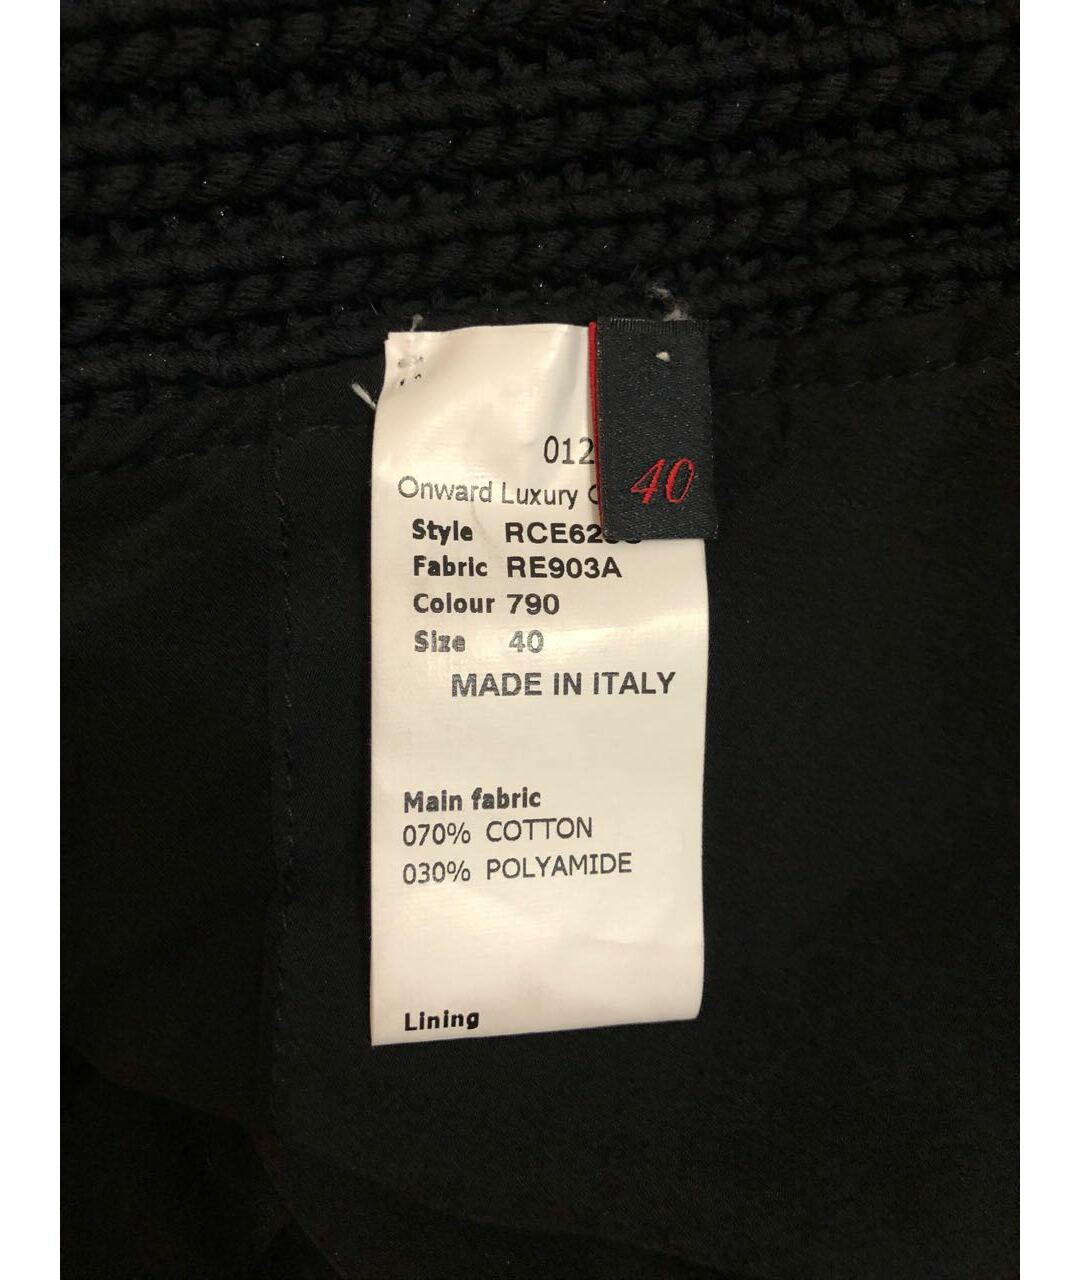 012
40
Onward Luxury
Style
Fabric RE903A
Colour 790
Size 40
MADE IN ITALY
Main fabric
070% COTTON
030% POLYAMIDE
Lining